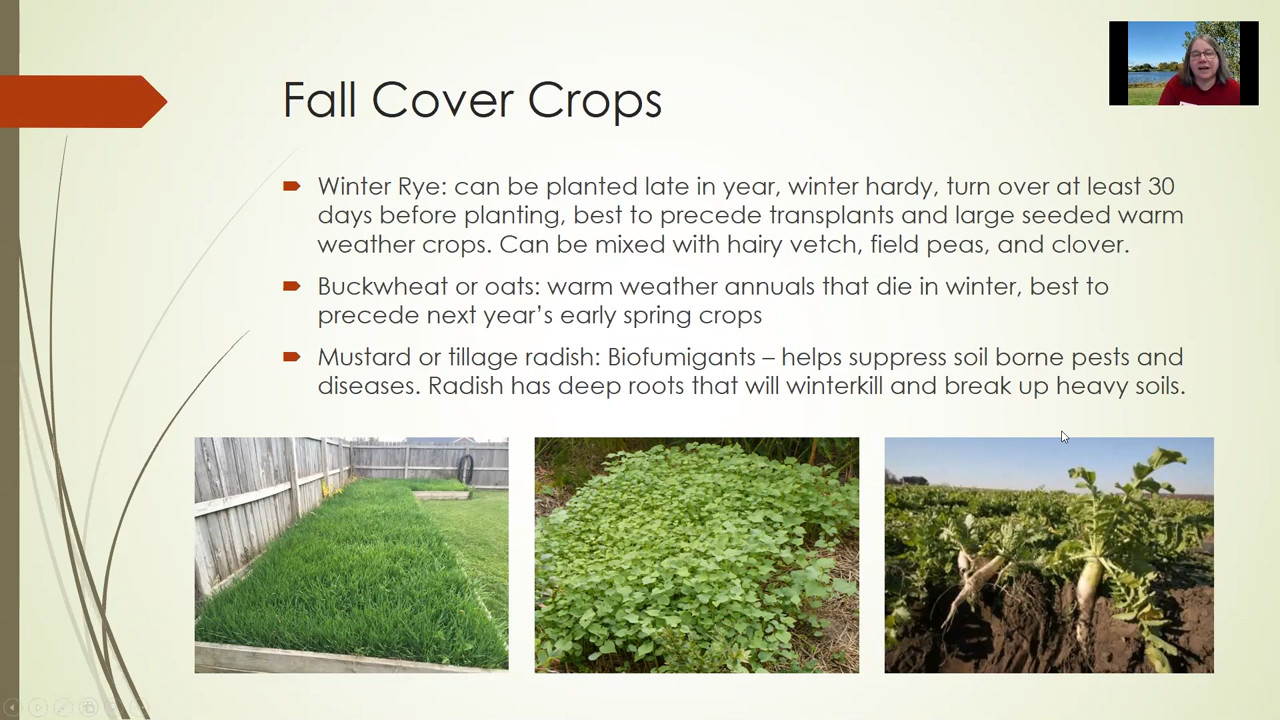 Fall Cover Crops
Winter Rye: can be planted late in year, winter hardy, turn over at least 30
days before planting, best to precede transplants and large seeded warm
weather crops. Can be mixed with hairy vetch, field peas, and clover.
Buckwheat or oats: warm weather annuals that die in winter, best to
precede next year’s early spring crops
Mustard or tillage radish: Biofumigants – helps suppress soil borne pests and
diseases. Radish has deep roots that will winterkill and break up heavy soils.